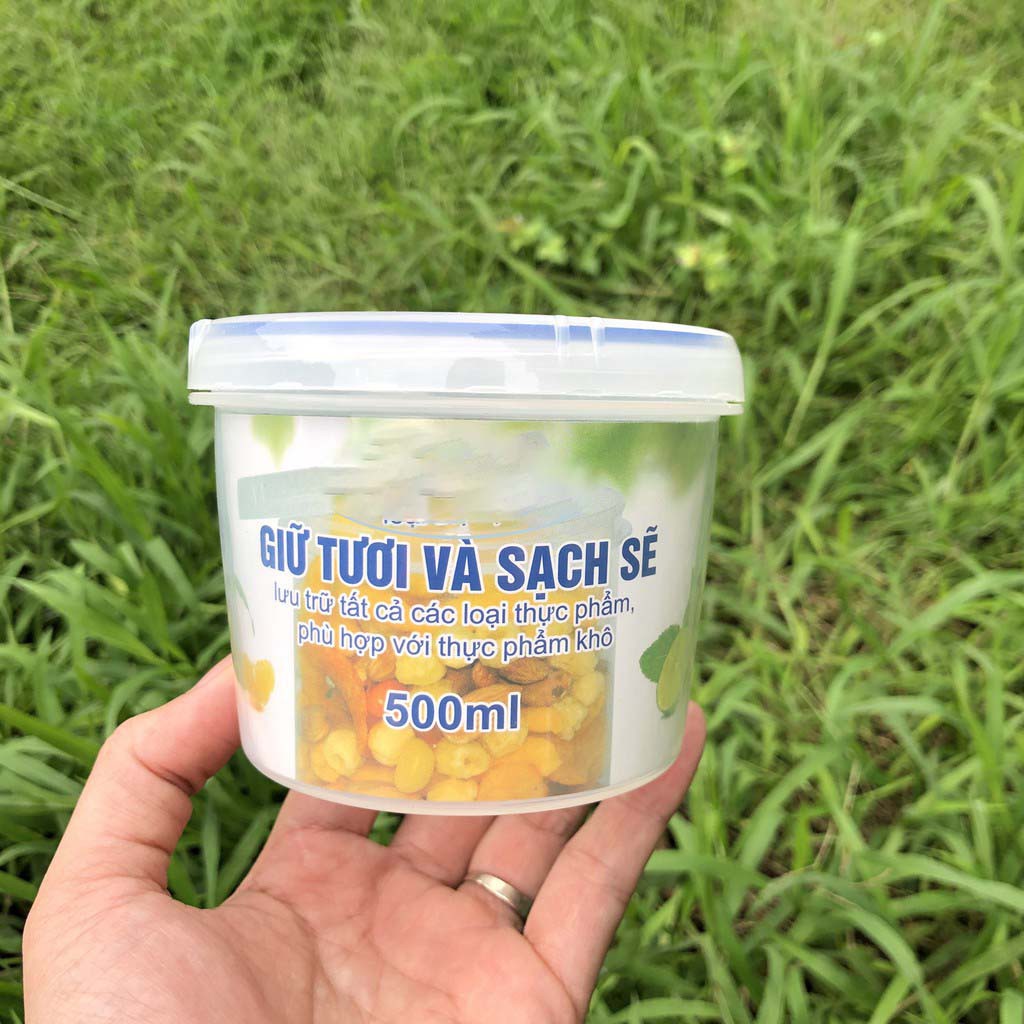 GIỮ TƯƠI VÀ SẠCH SẼ
lưu trữ tất cả các loại thực phẩm,
phù hợp với thực phẩm khô
500ml